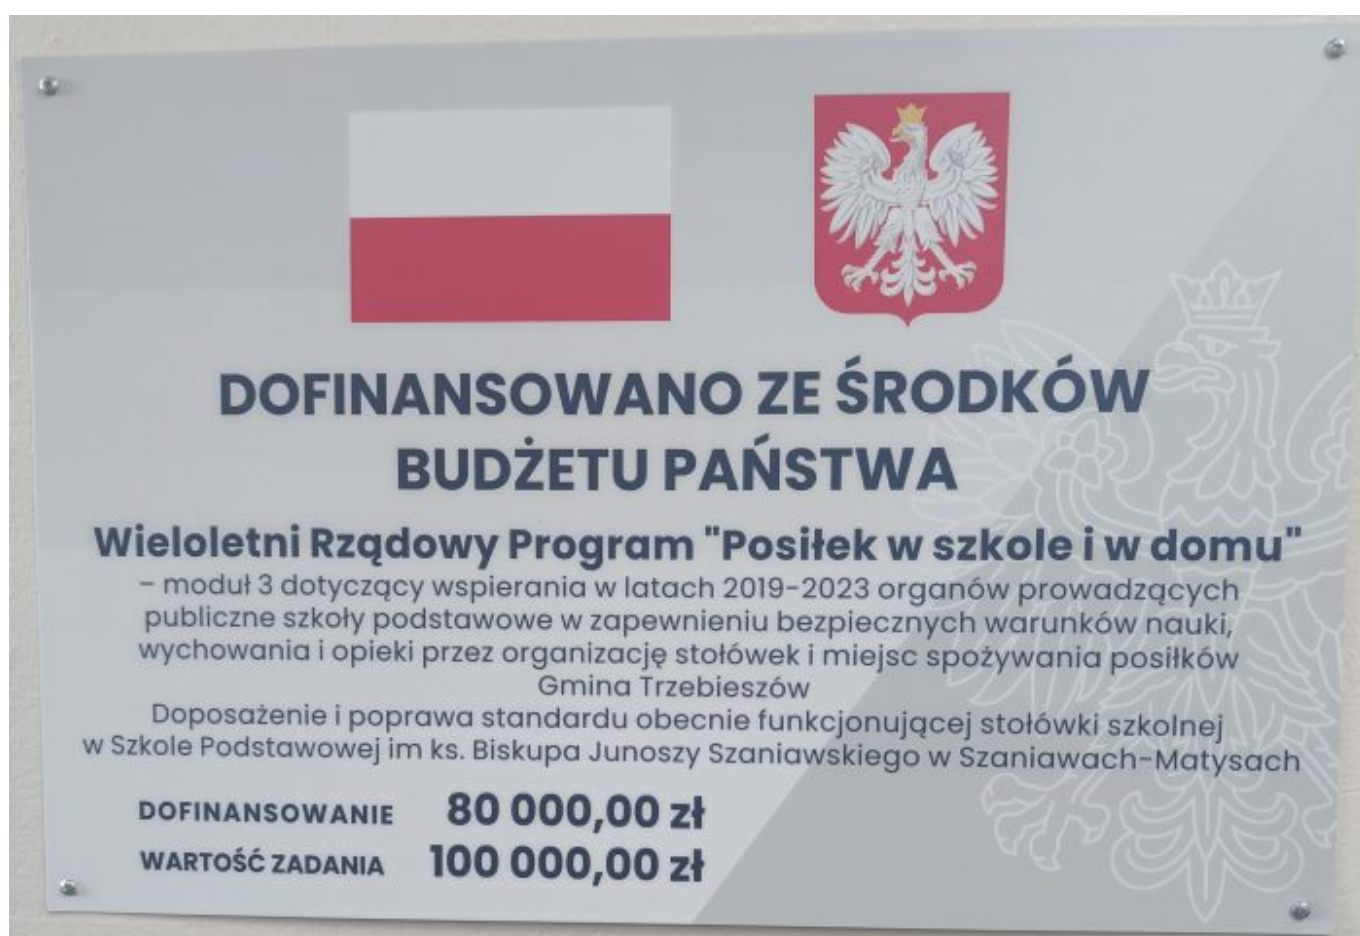 DOFINANSOWANO ZE ŚRODKÓW
BUDŻETU PAŃSTWA
Wieloletni Rządowy Program "Posiłek w szkole i w domu"
– moduł 3 dotyczący wspierania w latach 2019-2023 organów prowadzących
publiczne szkoły podstawowe w zapewnieniu bezpiecznych warunków nauki,
wychowania i opieki przez organizację stołówek i miejsc spożywania posiłków
Gmina Trzebieszów
Doposażenie i poprawa standardu obecnie funkcjonującej stołówki szkolnej
w Szkole Podstawowej im ks. Biskupa Junoszy Szaniawskiego w Szaniawach-Matysach
DOFINANSOWANIE 80 000,00 zł
WARTOŚĆ ZADANIA 100 000,00 zł